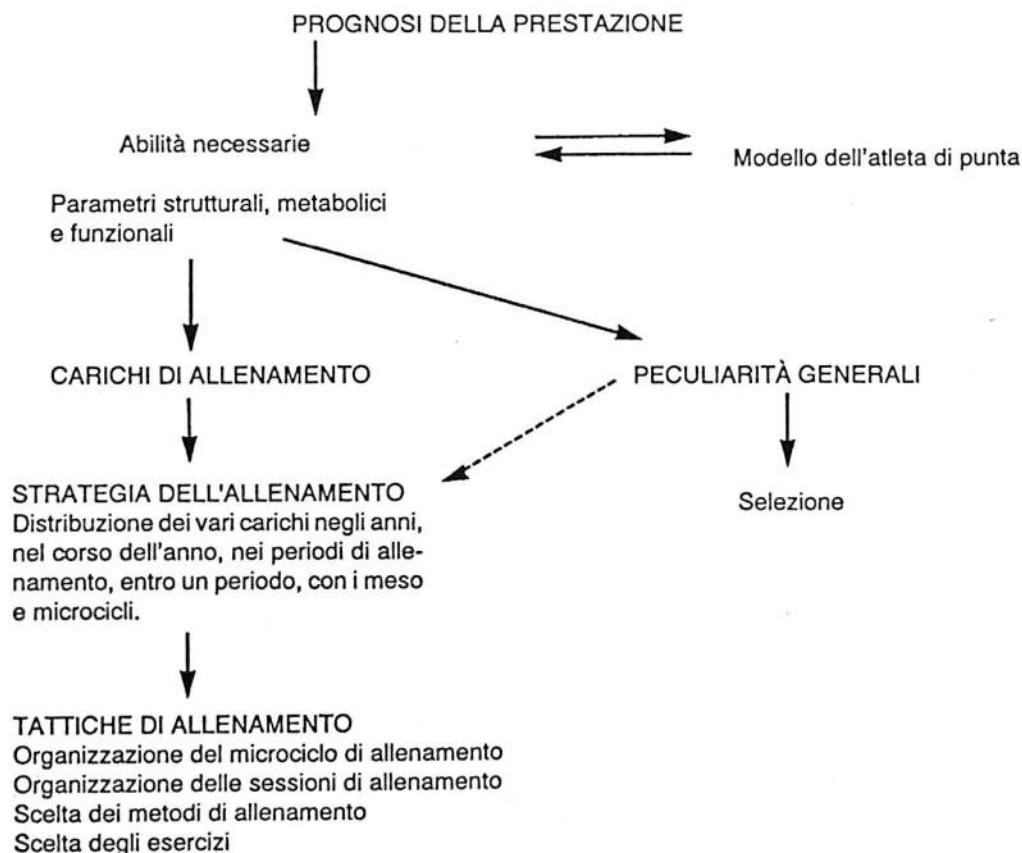 PROGNOSI DELLA PRESTAZIONE
Abilità necessarie
Modello dell'atleta di punta
Parametri strutturali, metabolici
e funzionali
CARICHI DI ALLENAMENTO
PECULIARITÀ GENERALI
STRATEGIA DELL'ALLENAMENTO
Distribuzione dei vari carichi negli anni,
nel corso dell'anno, nei periodi di alle-
namento, entro un periodo, con i meso
e microcicli.
Selezione
TATTICHE DI ALLENAMENTO
Organizzazione del microciclo di allenamento
Organizzazione delle sessioni di allenamento
Scelta dei metodi di allenamento
Scelta degli esercizi